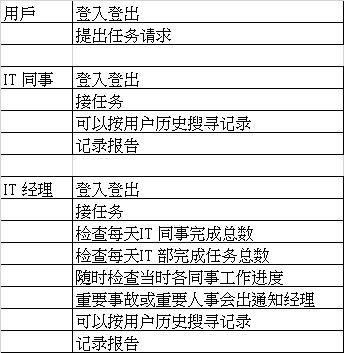 用戶 登入登出
提出任务请求
IT 同事 登入登出
接任务
可以按用户历史搜寻记录
记录报告
IT 经理 登入登出
接任务
检查每天IT 同事完成总数
检查每天IT 部完成任务总数
随时检查当时各同事工作进度
重要事故或重要人事会出通知经理
可以按用户历史搜寻记录
记录报告